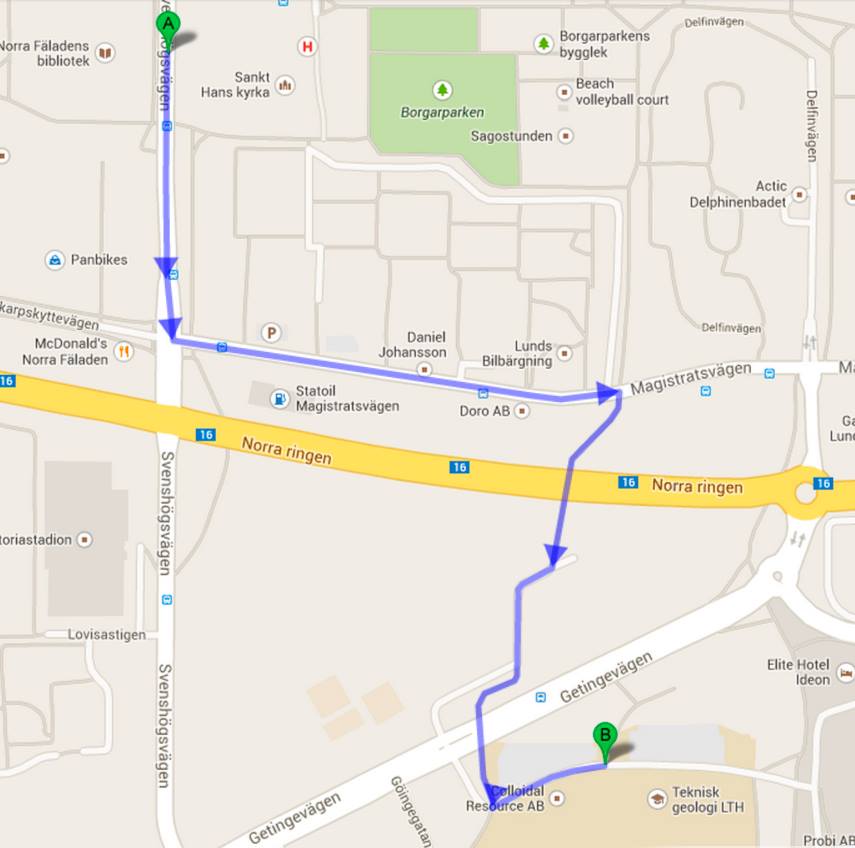 A
Norra Fäladens
bibliotek
H
Sankt
Hans kyrka
Borgarparken
Borgarparkens
bygglek
Beach
volleyball court
Sagostunden
Delfinvägen
Delfinvägen
Actic
Delphinenbadet
Panbikes
karpskyttevägen
McDonald's
Norra Fäladen
P
Daniel
Johansson
Lunds
Bilbärgning
Delfinvägen
Statoil
Magistratsvägen
Doro AB
Magistratsvägen
16
16
Norra ringen
16
16
Norra ringen
16
Svenshögsvägen
toriastadion
Lovisastigen
Svenshögsvägen
Getingevägen
Elite Hotel
Ideon
B
Colloidal
Resource AB
Teknisk
geologi LTH
Göingegatan
Getingevägen
Probi AB